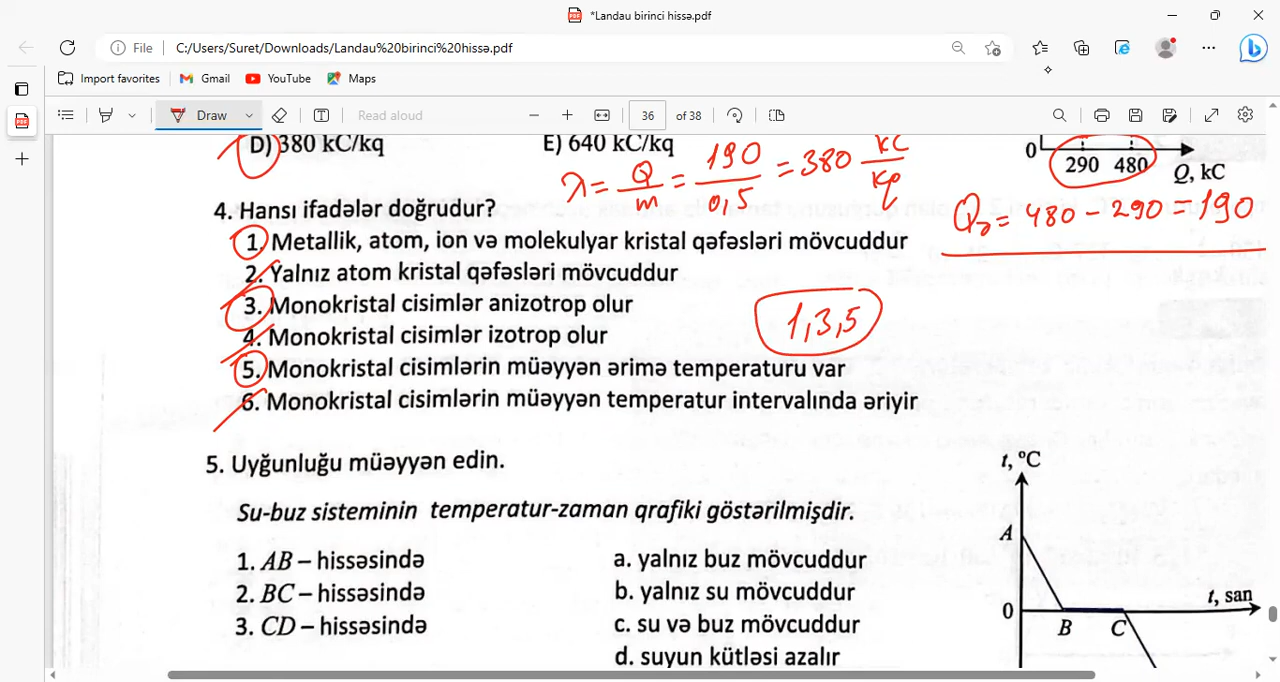 *Landau birinci hissə.pdf
File C:/Users/Suret/Downloads/Landau%20birinci%20hissə.pdf
Import favorites Gmail YouTube Maps
Draw Read aloud 36 of 38
D) 380 kC/kq E) 640 kC/kq
λ = Q/m = 190/0,5 = 380 kC/kq
0 290 480 Q, kC
4. Hansı ifadələr doğrudur?
= 480 - 290 = 190
1. Metallik, atom, ion və molekulyar kristal qəfəsləri mövcuddur
2. Yalnız atom kristal qəfəsləri mövcuddur
3. Monokristal cisimlər anizotrop olur
1,3,5
4. Monokristal cisimlər izotrop olur
5. Monokristal cisimlərin müəyyən ərimə temperaturu var
6. Monokristal cisimlərin müəyyən temperatur intervalında əriyir
5. Uyğunluğu müəyyən edin.
t, °C
Su-buz sisteminin temperatur-zaman qrafiki göstərilmişdir.
A
1. AB – hissəsində a. yalnız buz mövcuddur
2. BC – hissəsində b. yalnız su mövcuddur
t, san
0
3. CD – hissəsində c. su və buz mövcuddur
B C
d. suyun kütləsi azalır